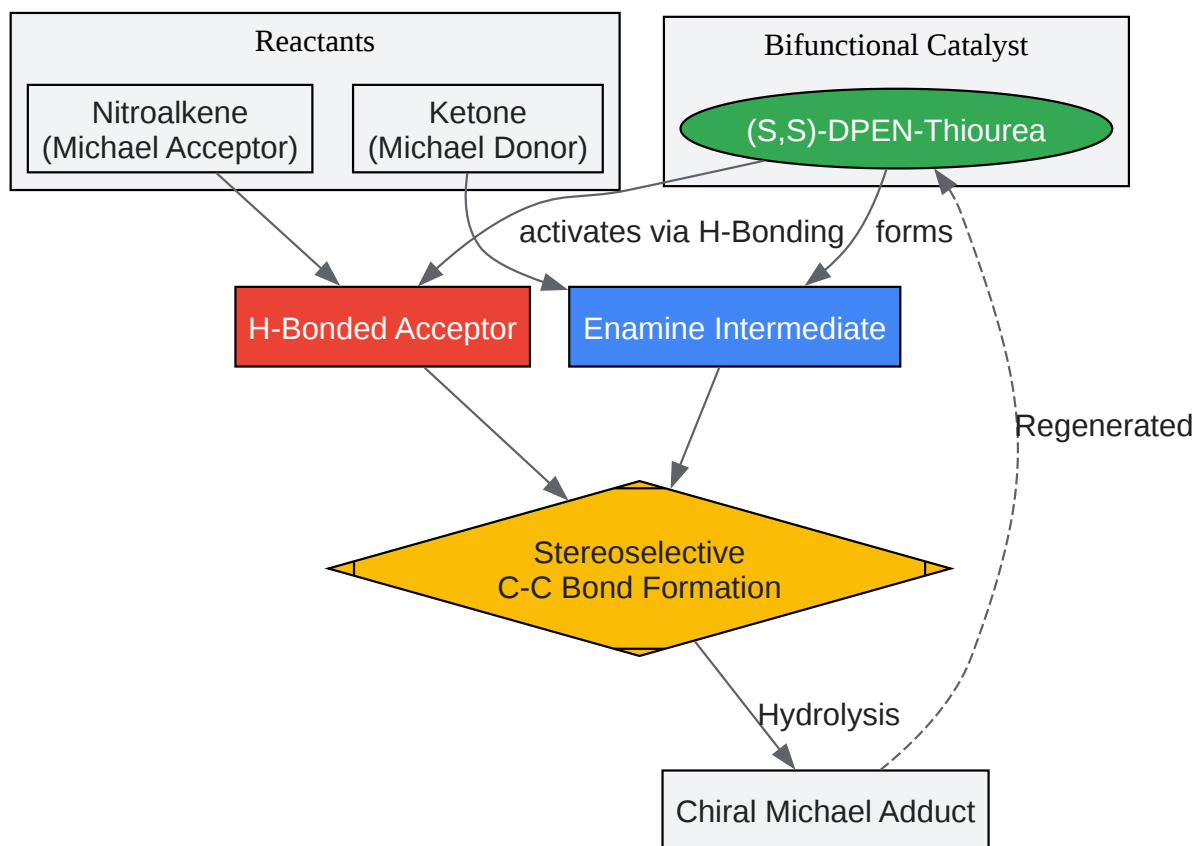 Reactants
Bifunctional Catalyst
Nitroalkene
(Michael Acceptor)
Ketone
(Michael Donor)
(S,S)-DPEN-Thiourea
activates via H-Bonding
forms
H-Bonded Acceptor
Enamine Intermediate
Regenerated
Stereoselective
C-C Bond Formation
Hydrolysis
Chiral Michael Adduct